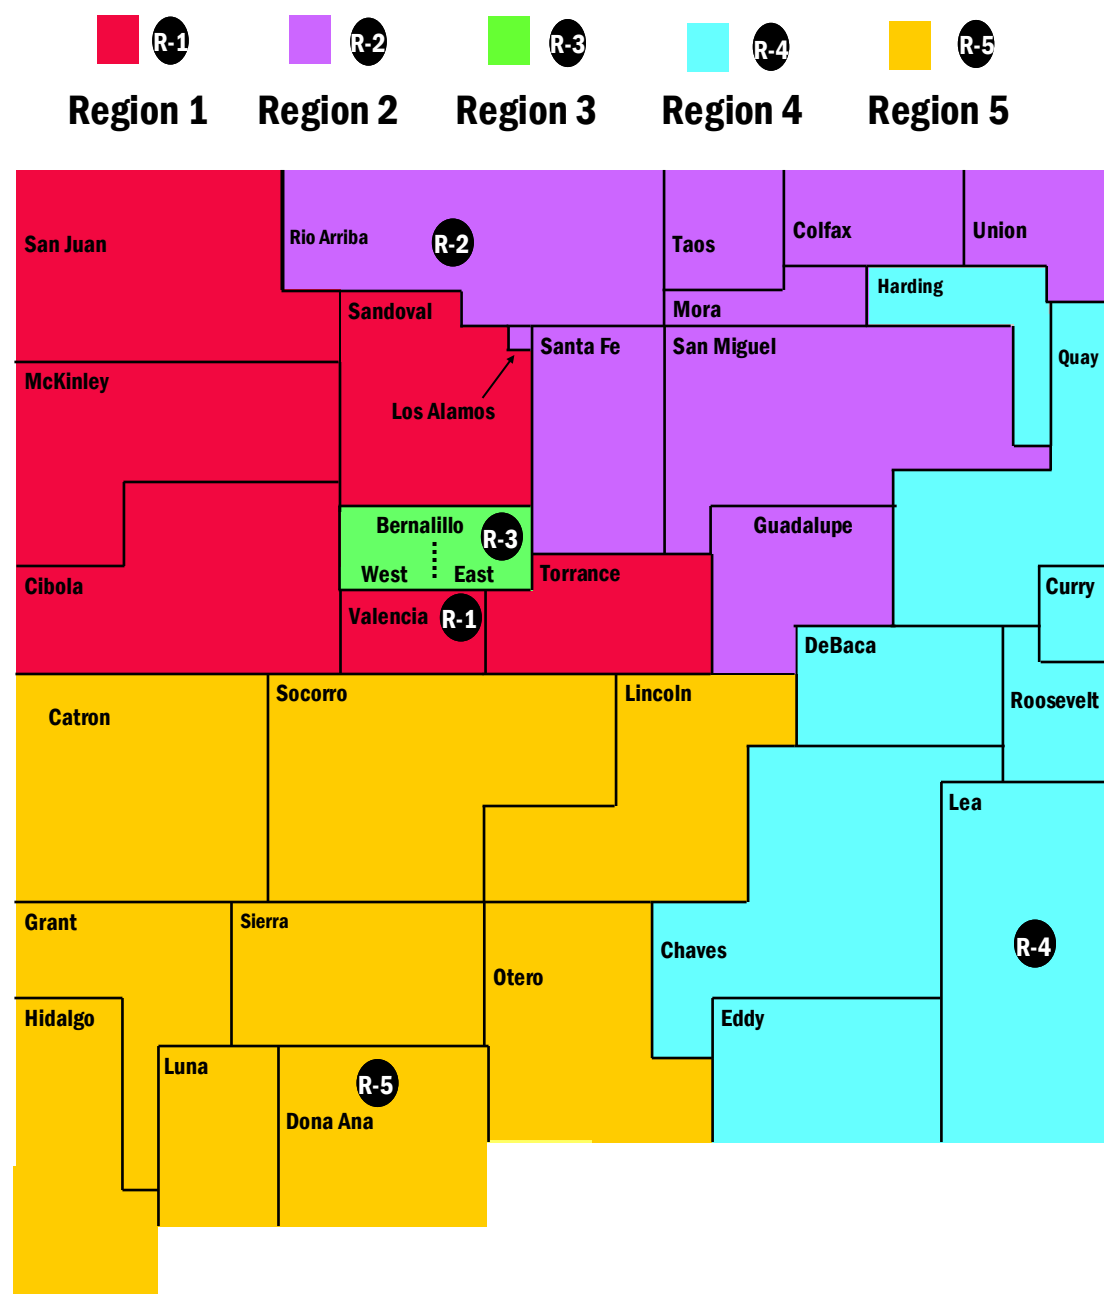 R-1 R-2 R-3 R-4 R-5
Region 1 Region 2 Region 3 Region 4 Region 5
San Juan
Rio Arriba
R-2
Taos
Colfax
Union
Harding
Sandoval
Mora
Santa Fe
San Miguel
Quay
McKinley
Los Alamos
Bernalillo
R-3
West
East
Guadalupe
Torrance
Cibola
Curry
Valencia
R-1
DeBaca
Socorro
Lincoln
Roosevelt
Catron
Lea
Grant
Sierra
Chaves
R-4
Otero
Hidalgo
Eddy
Luna
R-5
Dona Ana